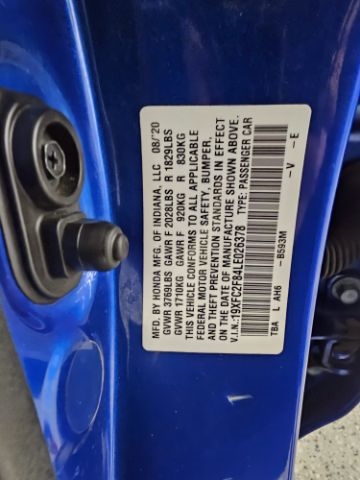 MFD BY HONDA MFG. OF INDIANA, LLC 08/'20
GVWR 3769LBS GAWR F 2028LBS R 1829LBS
GVWR 1710KG GAWR F 920KG R 830KG
THIS VEHICLE CONFORMS TO ALL APPLICABLE
FEDERAL MOTOR VEHICLE SAFETY, BUMPER,
AND THEFT PREVENTION STANDARDS IN EFFECT
ON THE DATE OF MANUFACTURE SHOWN ABOVE.
V.I.N.:19XFC2F84LE026378 TYPE: PASSENGER CAR
TBA L AH6 -B593M -V -E